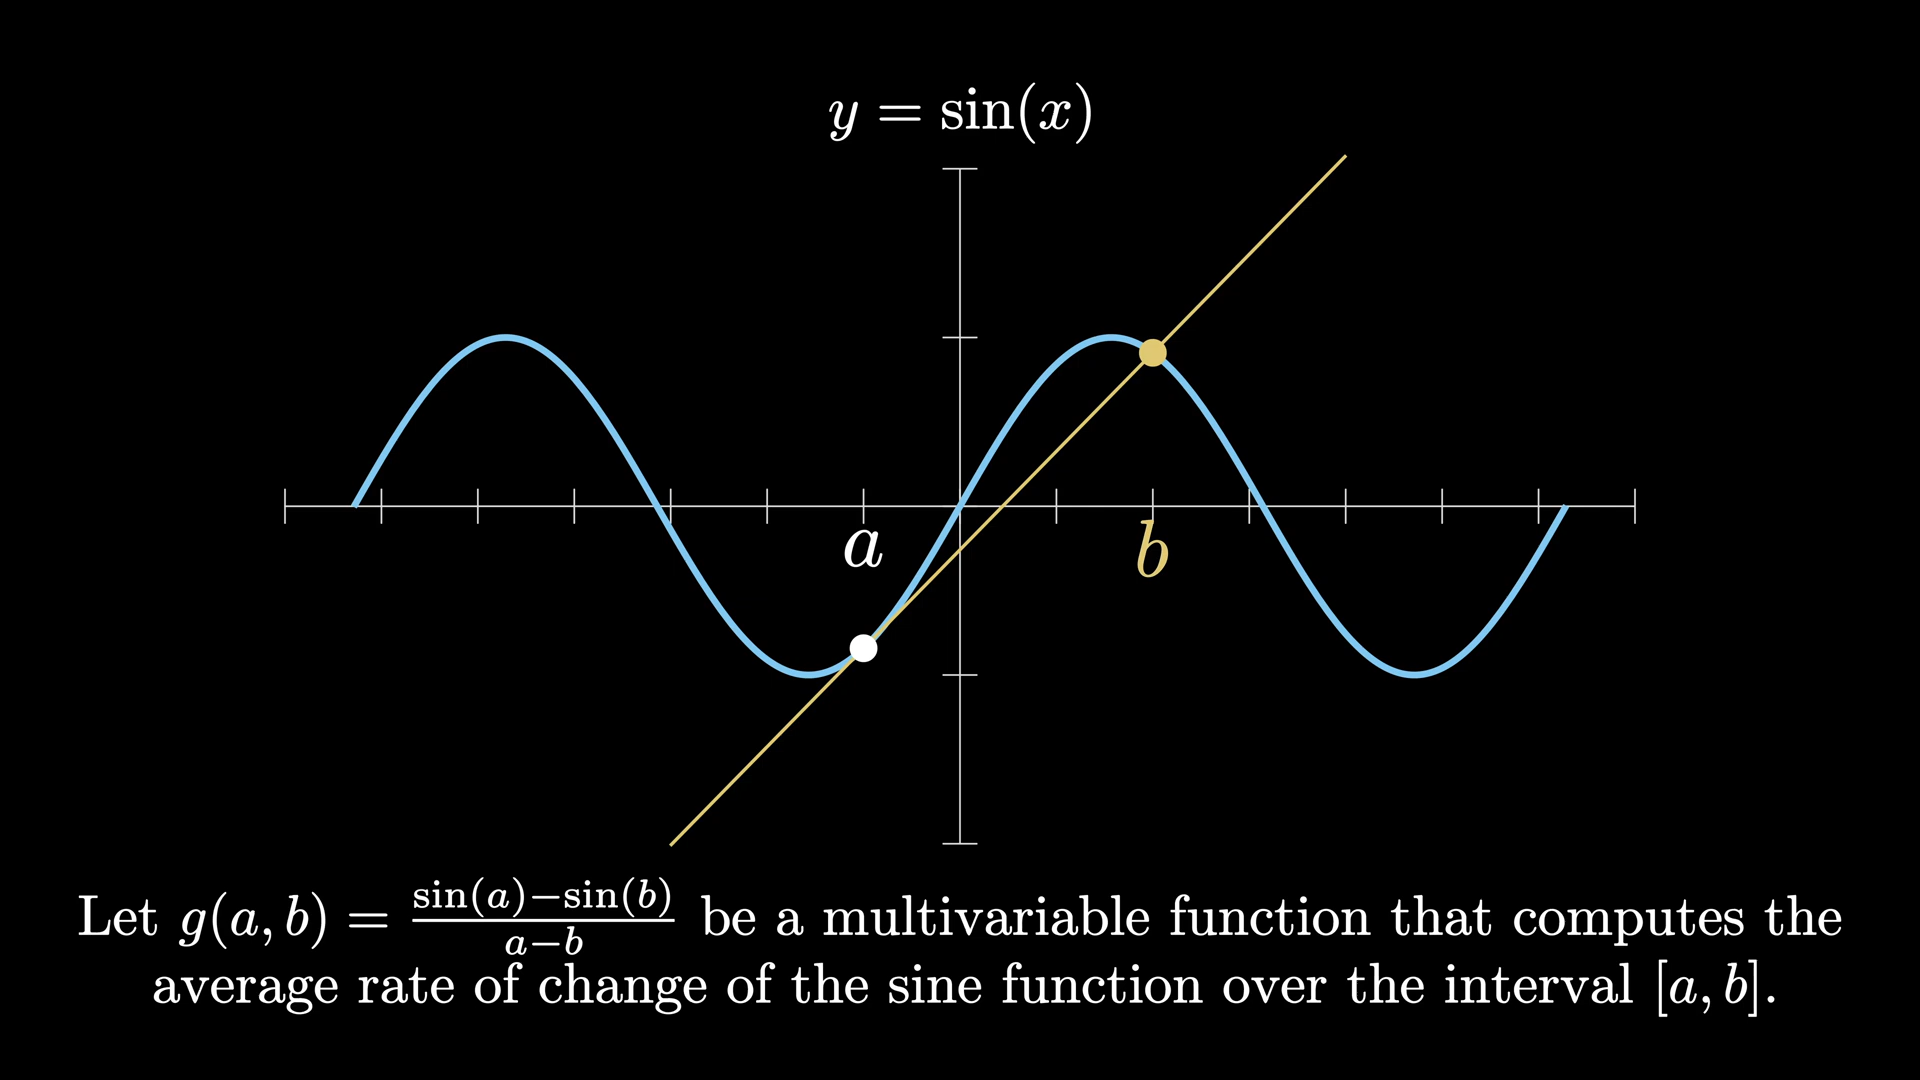 y = sin(x)
a
b
Let g(a, b) = \frac{sin(a)−sin(b)}{a−b} be a multivariable function that computes the
average rate of change of the sine function over the interval [a, b].